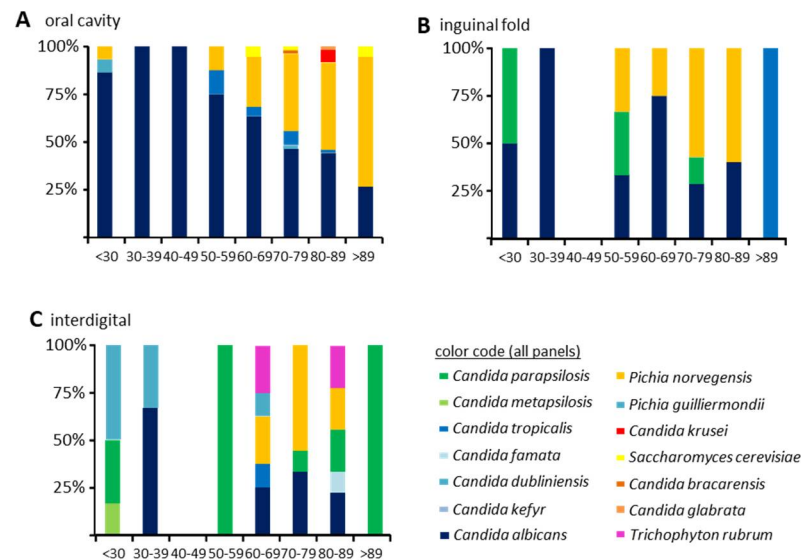 A oral cavity
100%
75%
50%
25%
<30 30-39 40-49 50-59 60-69 70-79 80-89 >89
B inguinal fold
100%
75%
50%
25%
<30 30-39 40-49 50-59 60-69 70-79 80-89 >89
C interdigital
100%
75%
50%
25%
<30 30-39 40-49 50-59 60-69 70-79 80-89 >89
color code (all panels)
Candida parapsilosis
Candida metapsilosis
Candida tropicalis
Candida famata
Candida dubliniensis
Candida kefyr
Candida albicans
Pichia norvegensis
Pichia guilliermondii
Candida krusei
Saccharomyces cerevisiae
Candida bracarensis
Candida glabrata
Trichophyton rubrum